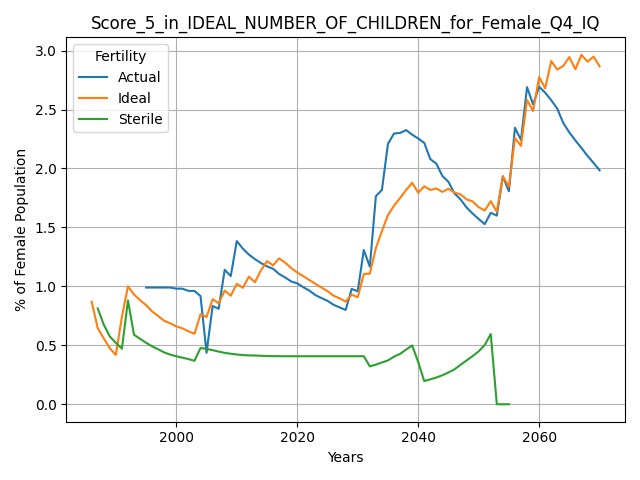 Score_5_in_IDEAL_NUMBER_OF_CHILDREN_for_Female_Q4_IQ
Fertility
Actual
Ideal
Sterile
% of Female Population
3.0
2.5
2.0
1.5
1.0
0.5
0.0
2000
2020
2040
2060
Years